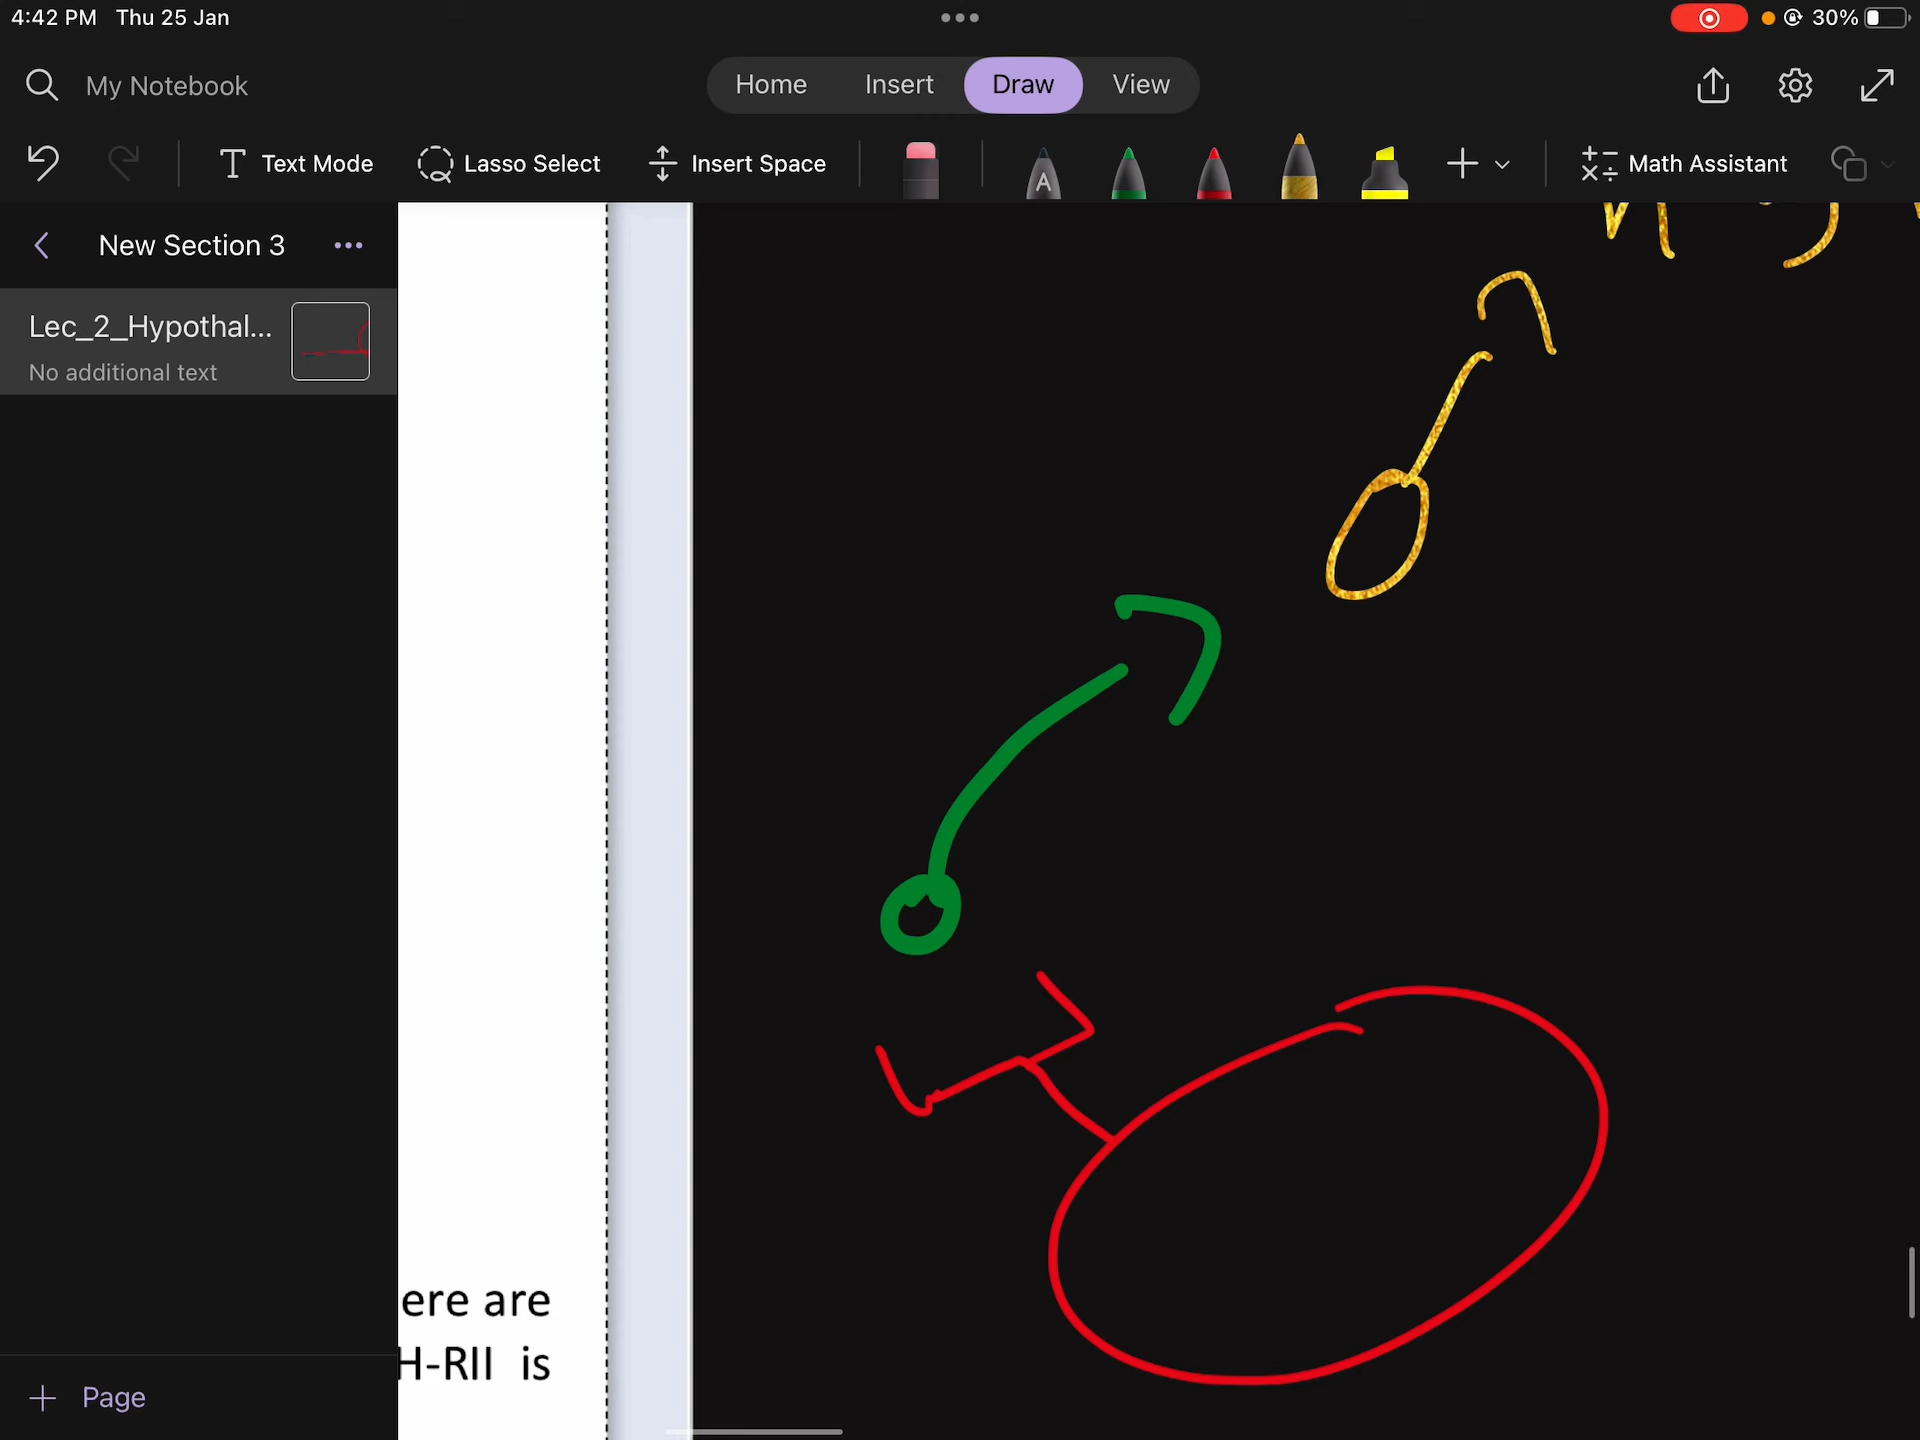 4:42 PM Thu 25 Jan
30%
My Notebook
Home Insert Draw View
Text Mode Lasso Select Insert Space A Math Assistant
New Section 3
Lec_2_Hypothal...
No additional text
ere are
H-RII is
Page